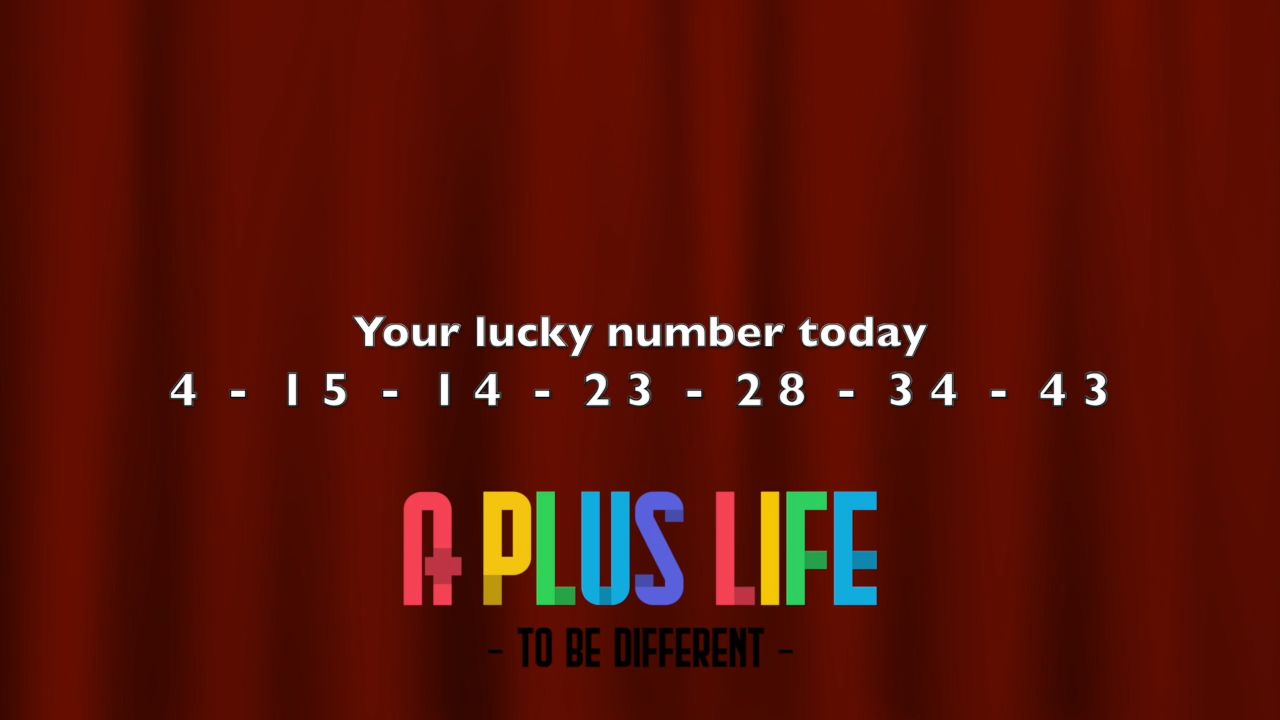 Your lucky number today
4 - 15 - 14 - 23 - 28 - 34 - 43
A PLUS LIFE
- TO BE DIFFERENT -